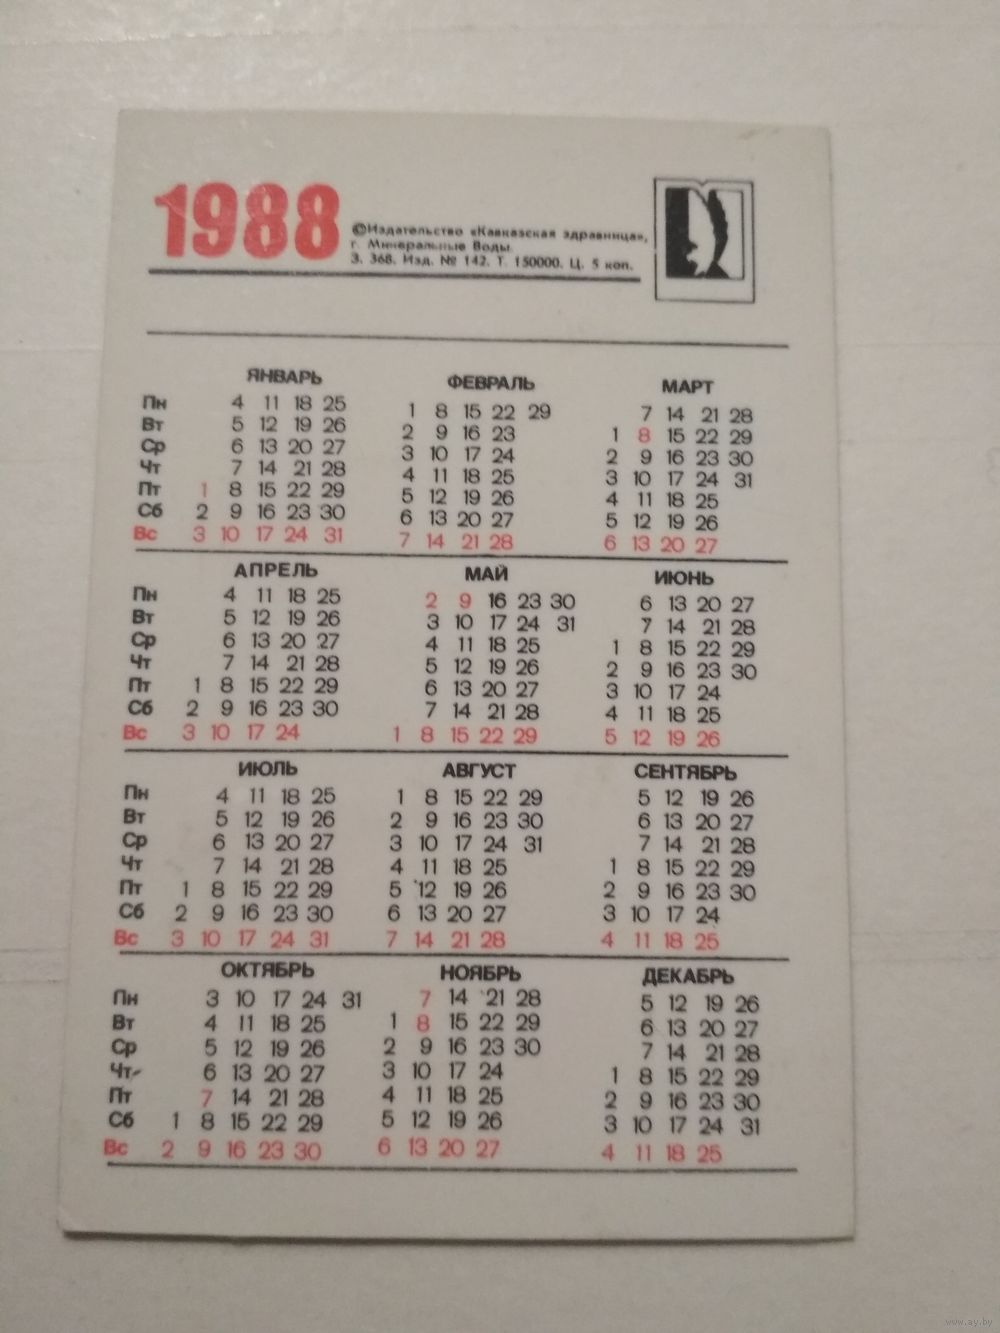 1988
©Издательство «Кавказская здравница»,
г. Минеральные Воды.
З. 368. Изд. № 142. Т. 150000. Ц. 5 коп.
ЯНВАРЬ ФЕВРАЛЬ МАРТ
Пн 4 11 18 25 1 8 15 22 29 7 14 21 28
Вт 5 12 19 26 2 9 16 23 1 8 15 22 29
Ср 6 13 20 27 3 10 17 24 2 9 16 23 30
Чт 7 14 21 28 4 11 18 25 3 10 17 24 31
Пт 1 8 15 22 29 5 12 19 26 4 11 18 25
Сб 2 9 16 23 30 6 13 20 27 5 12 19 26
Вс 3 10 17 24 31 7 14 21 28 6 13 20 27
АПРЕЛЬ МАЙ ИЮНЬ
Пн 4 11 18 25 2 9 16 23 30 6 13 20 27
Вт 5 12 19 26 3 10 17 24 31 7 14 21 28
Ср 6 13 20 27 4 11 18 25 1 8 15 22 29
Чт 7 14 21 28 5 12 19 26 2 9 16 23 30
Пт 1 8 15 22 29 6 13 20 27 3 10 17 24
Сб 2 9 16 23 30 7 14 21 28 4 11 18 25
Вс 3 10 17 24 1 8 15 22 29 5 12 19 26
ИЮЛЬ АВГУСТ СЕНТЯБРЬ
Пн 4 11 18 25 1 8 15 22 29 5 12 19 26
Вт 5 12 19 26 2 9 16 23 30 6 13 20 27
Ср 6 13 20 27 3 10 17 24 31 7 14 21 28
Чт 7 14 21 28 4 11 18 25 1 8 15 22 29
Пт 1 8 15 22 29 5 12 19 26 2 9 16 23 30
Сб 2 9 16 23 30 6 13 20 27 3 10 17 24
Вс 3 10 17 24 31 7 14 21 28 4 11 18 25
ОКТЯБРЬ НОЯБРЬ ДЕКАБРЬ
Пн 3 10 17 24 31 7 14 21 28 5 12 19 26
Вт 4 11 18 25 1 8 15 22 29 6 13 20 27
Ср 5 12 19 26 2 9 16 23 30 7 14 21 28
Чт 6 13 20 27 3 10 17 24 1 8 15 22 29
Пт 7 14 21 28 4 11 18 25 2 9 16 23 30
Сб 1 8 15 22 29 5 12 19 26 3 10 17 24 31
Вс 2 9 16 23 30 6 13 20 27 4 11 18 25
www.ay.by